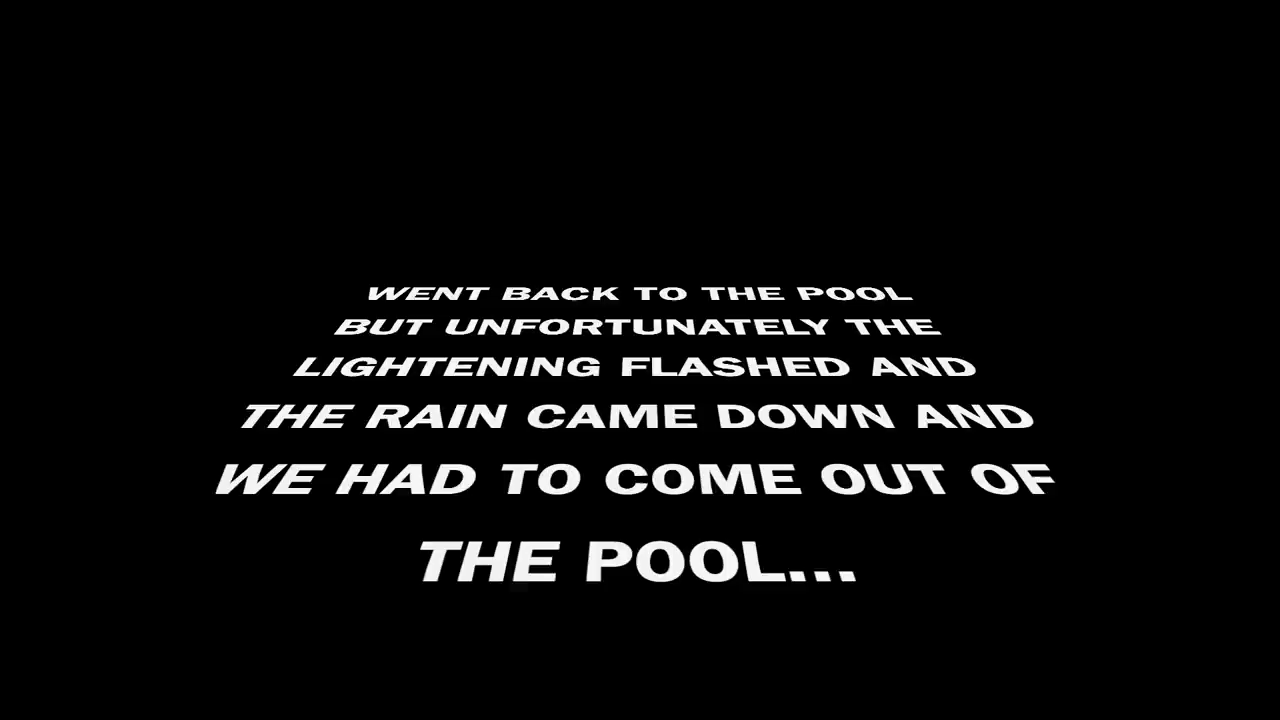 WENT BACK TO THE POOL
BUT UNFORTUNATELY THE
LIGHTENING FLASHED AND
THE RAIN CAME DOWN AND
WE HAD TO COME OUT OF
THE POOL...